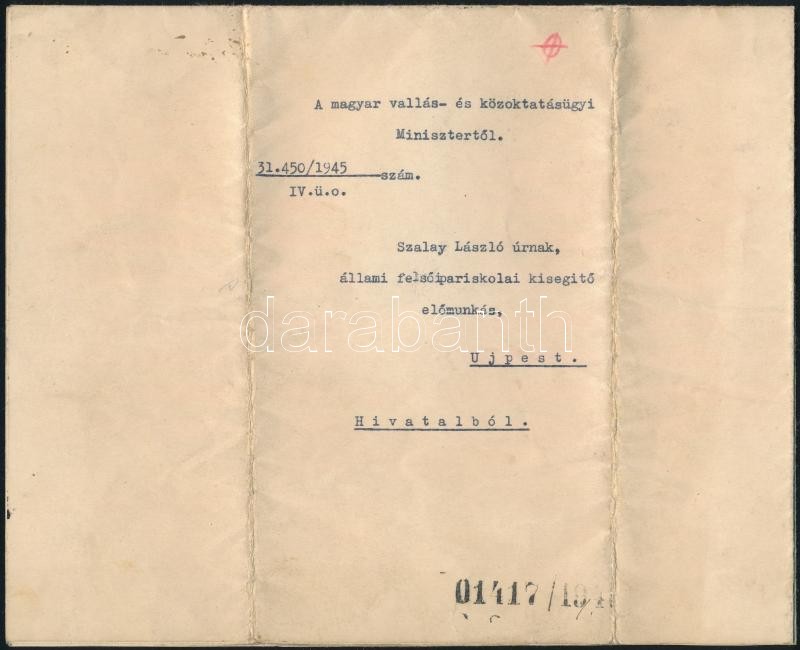 A magyar vallás- és közoktatásügyi
Minisztertől.
31.450/1945 szám.
IV.ü.o.
Szalay László úrnak,
állami felsőipariskolai kisegitő
előmunkás,
darabanth
Ujpest.
Hivatalból.
01417/